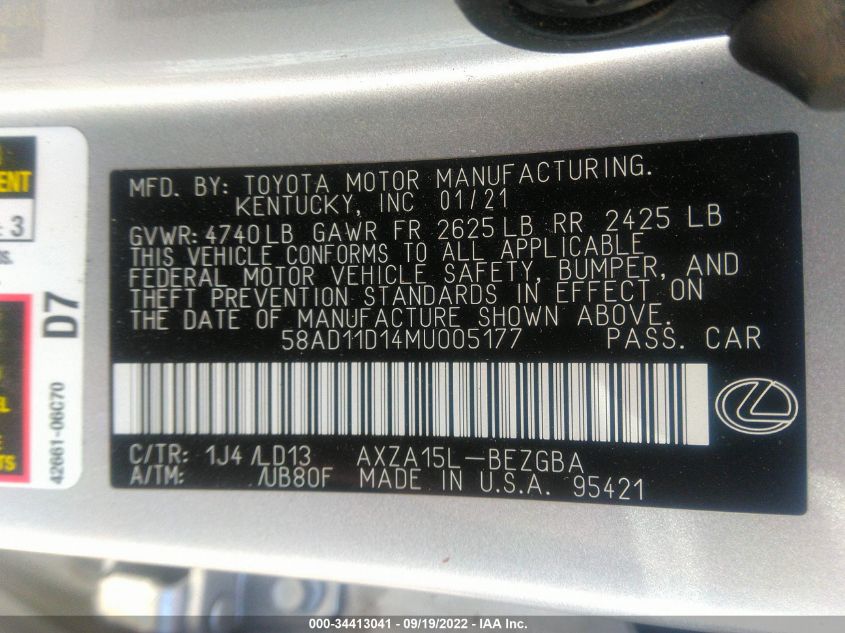 ENT
3
D7
42661-06C70
MFD. BY: TOYOTA MOTOR MANUFACTURING.
KENTUCKY, INC 01/21
GVWR: 4740LB GAWR FR 2625LB RR 2425 LB
THIS VEHICLE CONFORMS TO ALL APPLICABLE
FEDERAL MOTOR VEHICLE SAFETY, BUMPER, AND
THEFT PREVENTION STANDARDS IN EFFECT ON
THE DATE OF MANUFACTURE SHOWN ABOVE.
58AD11D14MU005177 PASS. CAR
C/TR: 1J4 /LD13 AXZA15L-BEZGBA
A/TM: /UB80F MADE IN U.S.A. 95421
000-34413041 - 09/19/2022 - IAA Inc.